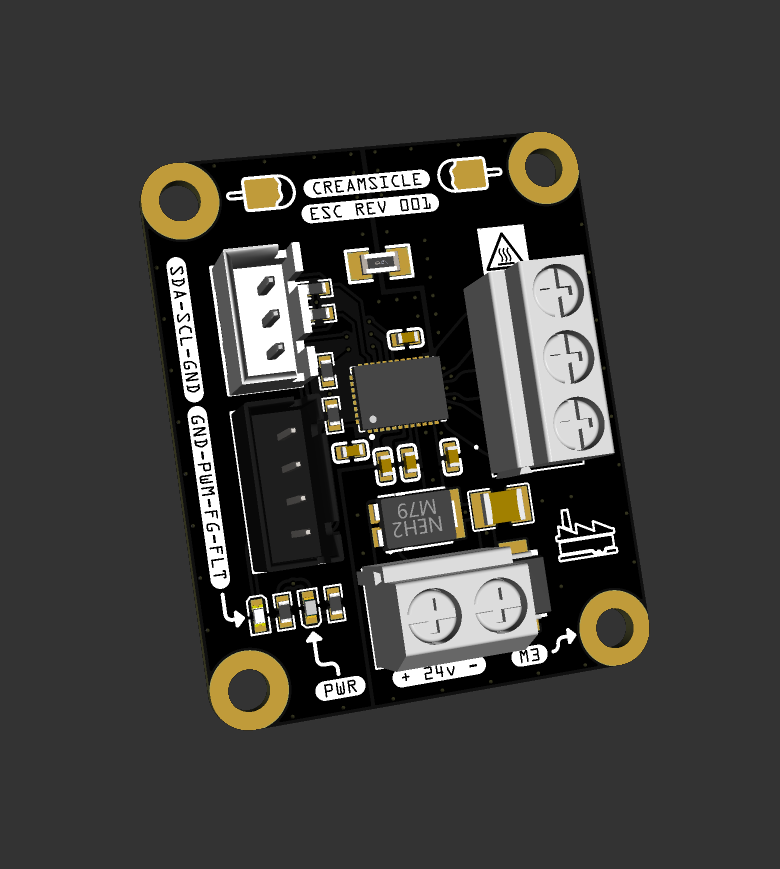 CREAMSICLE
ESC REV 001
SDA-SCL-GND
GND-PWM-FG-FLT
NEH2
M79
PWR
+ 24v -
M3